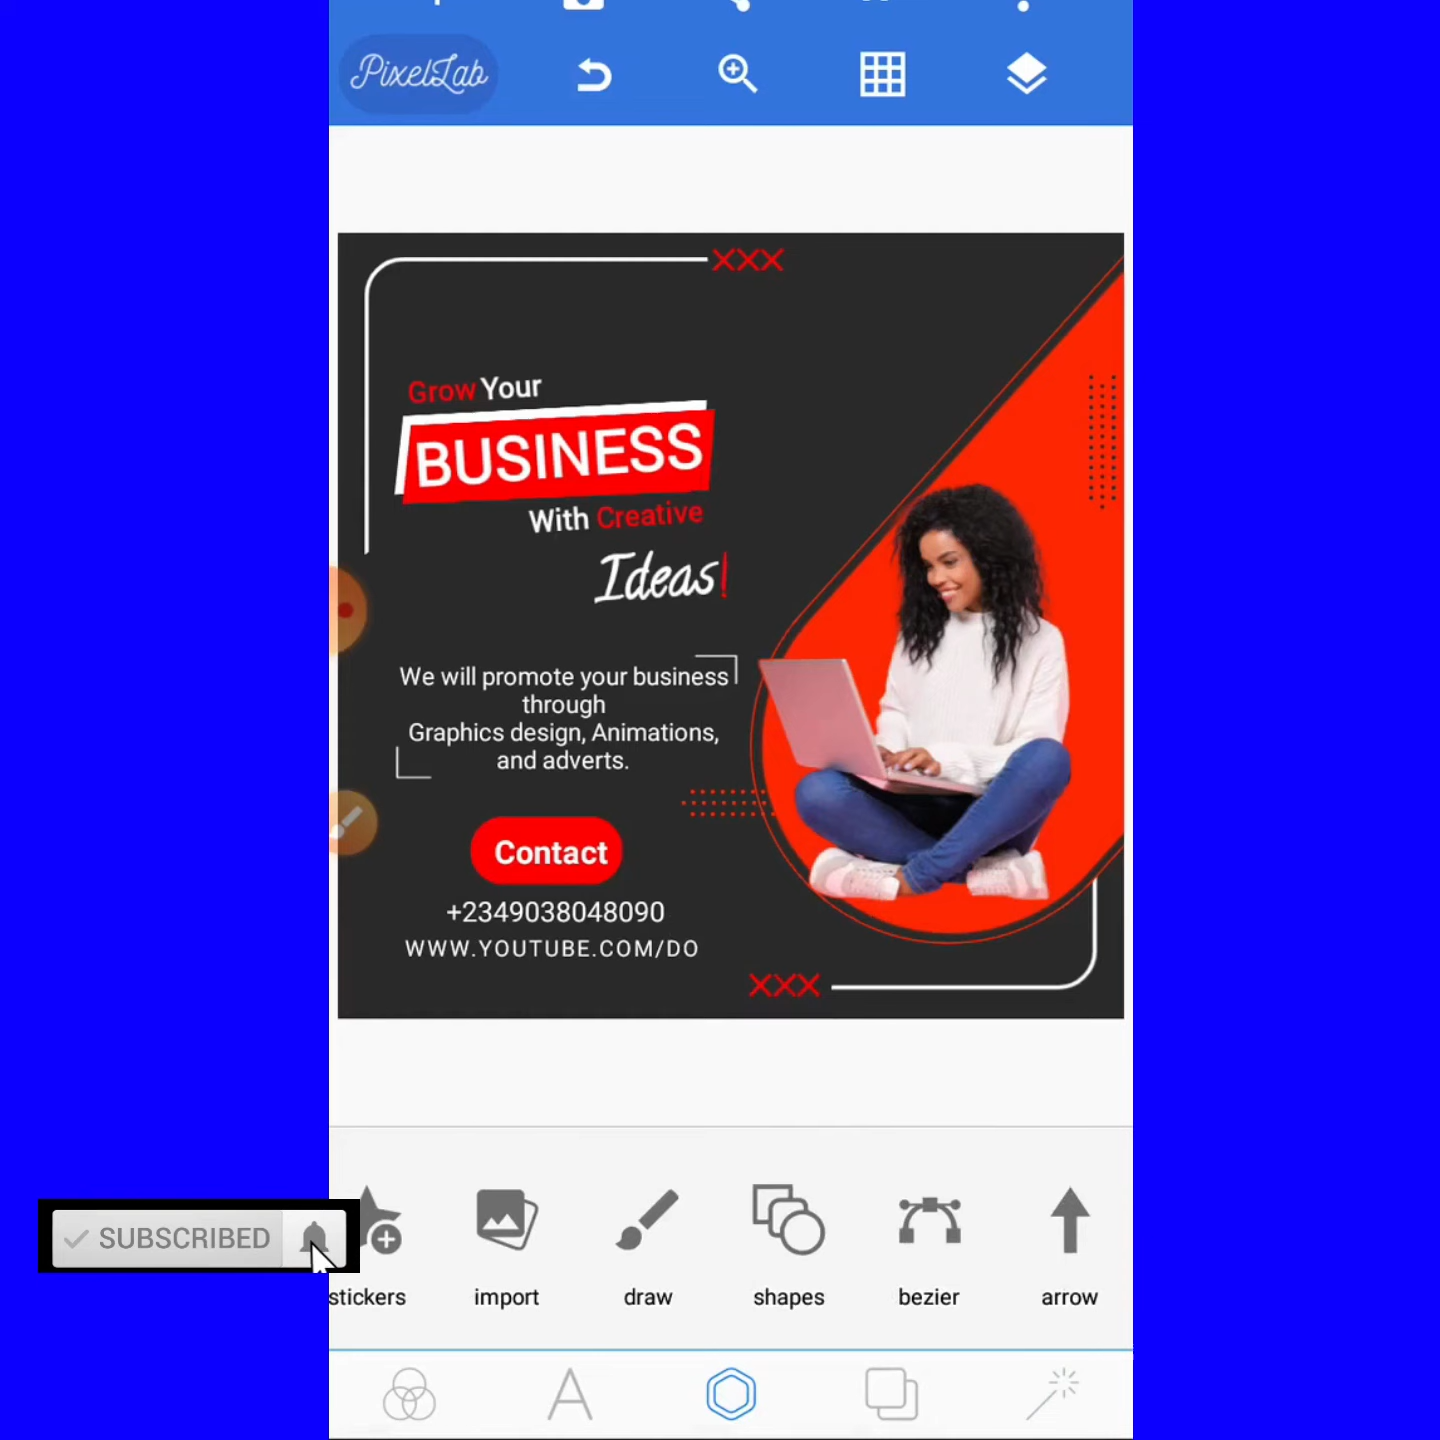 PixelLab
XXX
Grow Your
BUSINESS
With Creative
Ideas!
We will promote your business
through
Graphics design, Animations,
and adverts.
Contact
+2349038048090
WWW.YOUTUBE.COM/DO
XXX
SUBSCRIBED
stickers import draw shapes bezier arrow